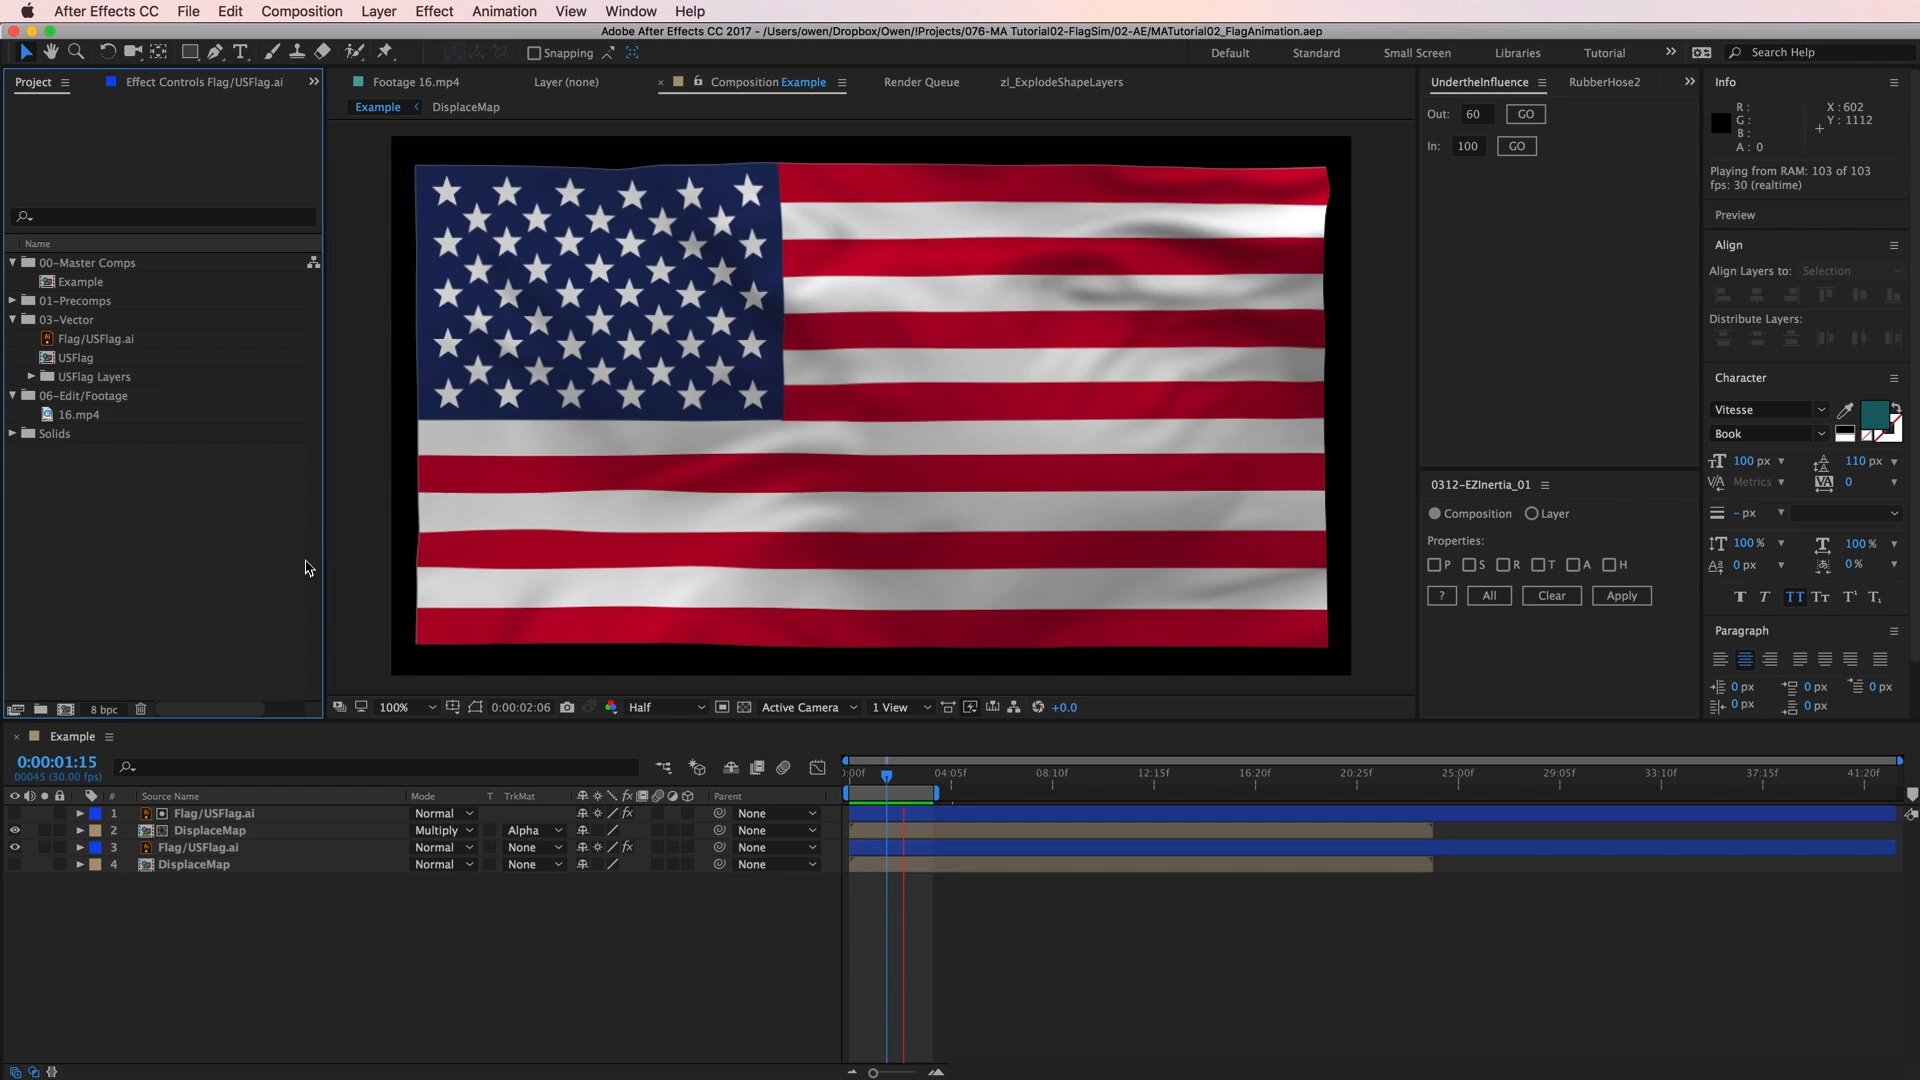 After Effects CC File Edit Composition Layer Effect Animation View Window Help
Adobe After Effects CC 2017 - /Users/owen/Dropbox/Owen/!Projects/076-MA Tutorial02-FlagSim/02-AE/MATutorial02_FlagAnimation.aep
Snapping Default Standard Small Screen Libraries Tutorial Search Help
Project Effect Controls Flag/USFlag.ai
Footage 16.mp4 Layer (none) Composition Example Render Queue zl_ExplodeShapeLayers
Example DisplaceMap
Name
00-Master Comps
Example
01-Precomps
03-Vector
Flag/USFlag.ai
USFlag
USFlag Layers
06-Edit/Footage
16.mp4
Solids
8 bpc
100% 0:00:02:06 Half Active Camera 1 View +0.0
UndertheInfluence RubberHose2
Out: 60 GO
In: 100 GO
0312-EZInertia_01
Composition Layer
Properties:
P S R T A H
? All Clear Apply
Info
R :
G :
B :
A : 0
X : 602
Y : 1112
Playing from RAM: 103 of 103
fps: 30 (realtime)
Preview
Align
Align Layers to: Selection
Distribute Layers:
Character
Vitesse
Book
100 px 110 px
Metrics 0
- px
100 % 100 %
0 px 0 %
T T TT Tт T¹ T₁
Paragraph
0 px 0 px 0 px
0 px 0 px
Example
0:00:01:15
00045 (30.00 fps)
):00f 04:05f 08:10f 12:15f 16:20f 20:25f 25:00f 29:05f 33:10f 37:15f 41:20f
# Source Name Mode T TrkMat Parent
1 Flag/USFlag.ai Normal None
2 DisplaceMap Multiply Alpha None
3 Flag/USFlag.ai Normal None None
4 DisplaceMap Normal None None